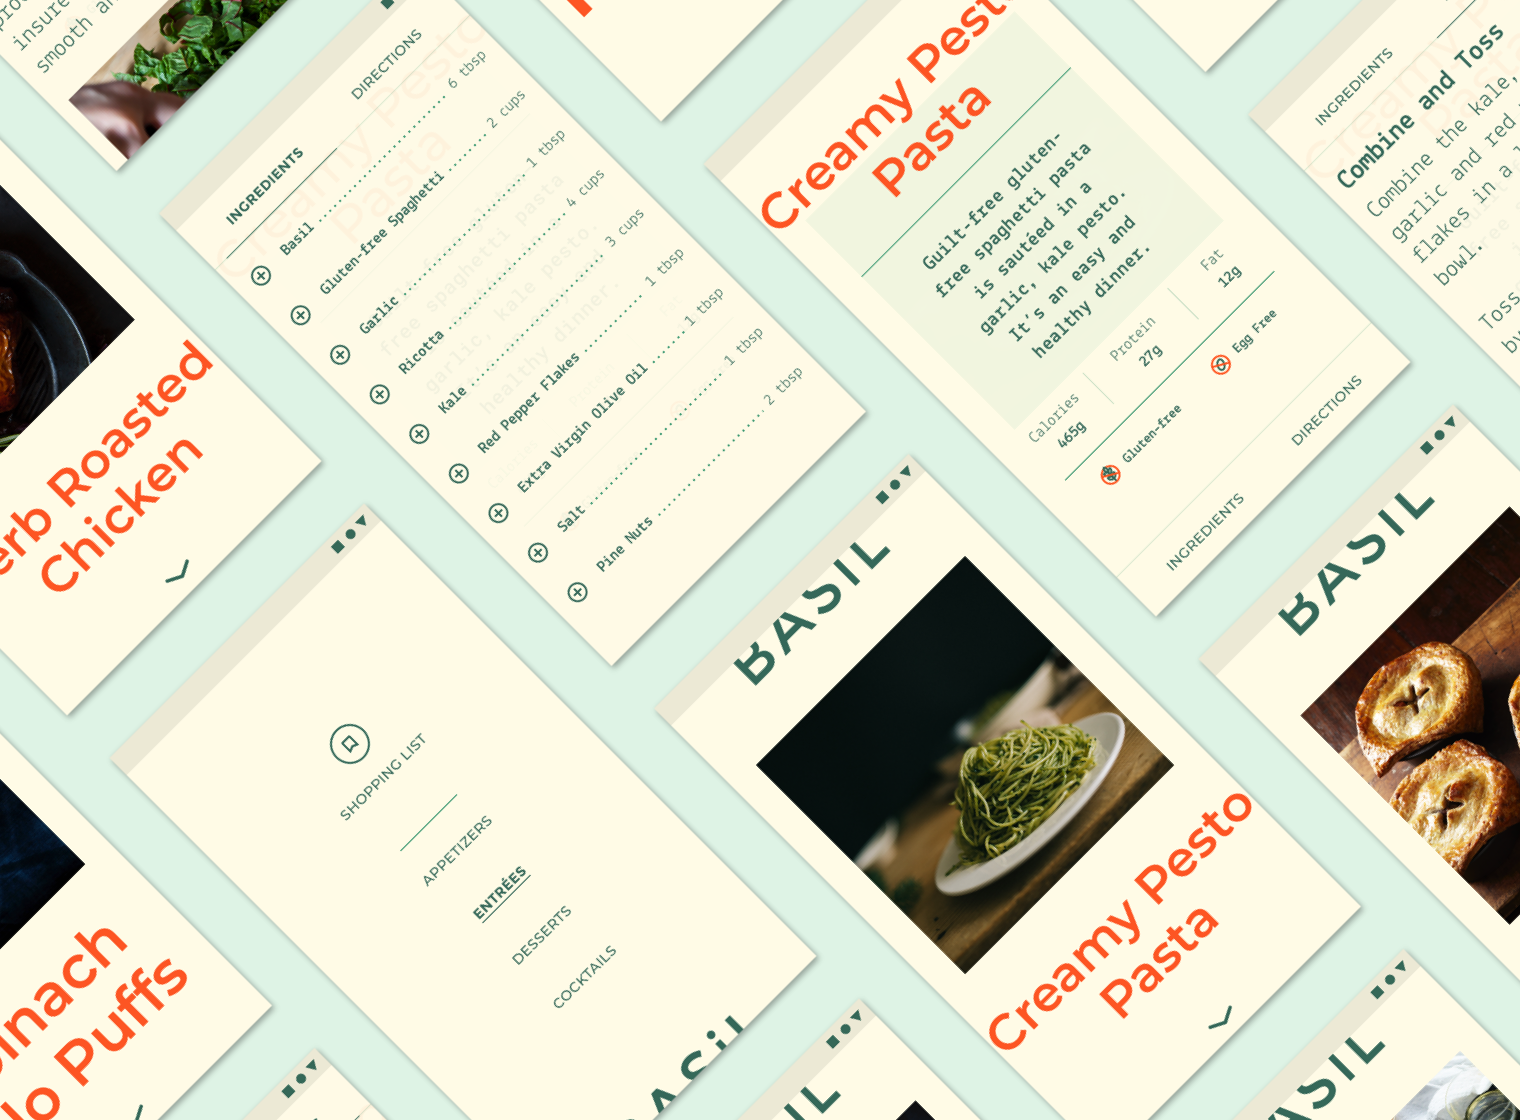 insure
smooth an
DIRECTIONS
INGREDIENTS
Creamy Pesto
Pasta
Basil 6 tbsp
Gluten-free Spaghetti 2 cups
Garlic 1 tbsp
Ricotta 4 cups
Kale 3 cups
Red Pepper Flakes 1 tbsp
Extra Virgin Olive Oil 1 tbsp
Salt 1 tbsp
Pine Nuts 2 tbsp
Creamy Pesto
Pasta
Guilt-free gluten-
free spaghetti pasta
is sautéed in a
garlic, kale pesto.
It's an easy and
healthy dinner.
Calories
465g
Protein
27g
Fat
12g
Gluten-free
Egg Free
INGREDIENTS
DIRECTIONS
INGREDIENTS
Combine and Toss
Combine the kale,
garlic and red
flakes in a
bowl.
Toss
erb Roasted
Chicken
SHOPPING LIST
APPETIZERS
ENTRÉES
DESSERTS
COCKTAILS
BASIL
BASIL
Creamy Pesto
Pasta
BASIL
inach
lo Puffs
ASIL